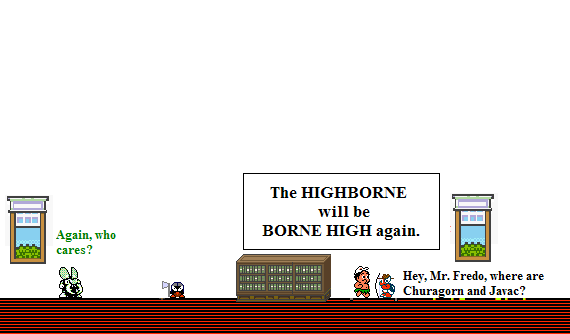 The HIGHBORNE
will be
BORNE HIGH again.
Again, who
cares?
Hey, Mr. Fredo, where are
Churagorn and Javac?